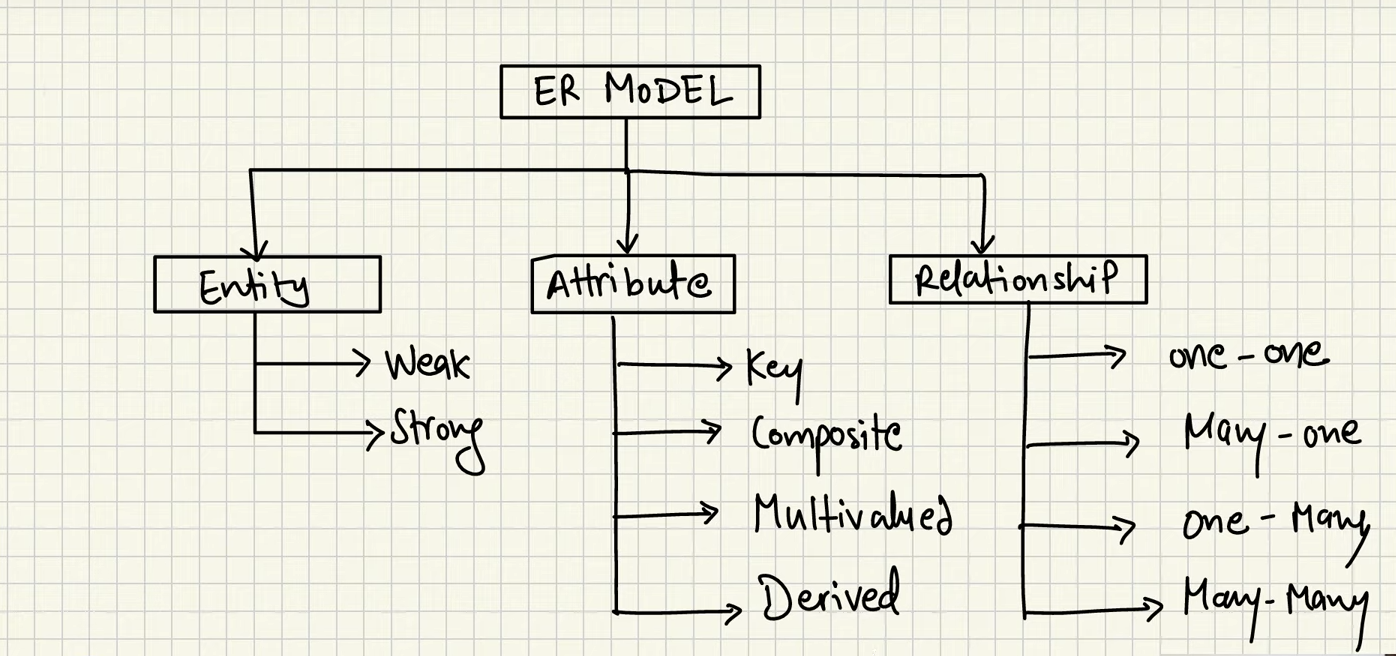 ER MODEL
Entity
Weak
Strong
Attribute
Key
Composite
Multivalued
Derived
Relationship
one-one
Many-one
one-Many
Many-Many